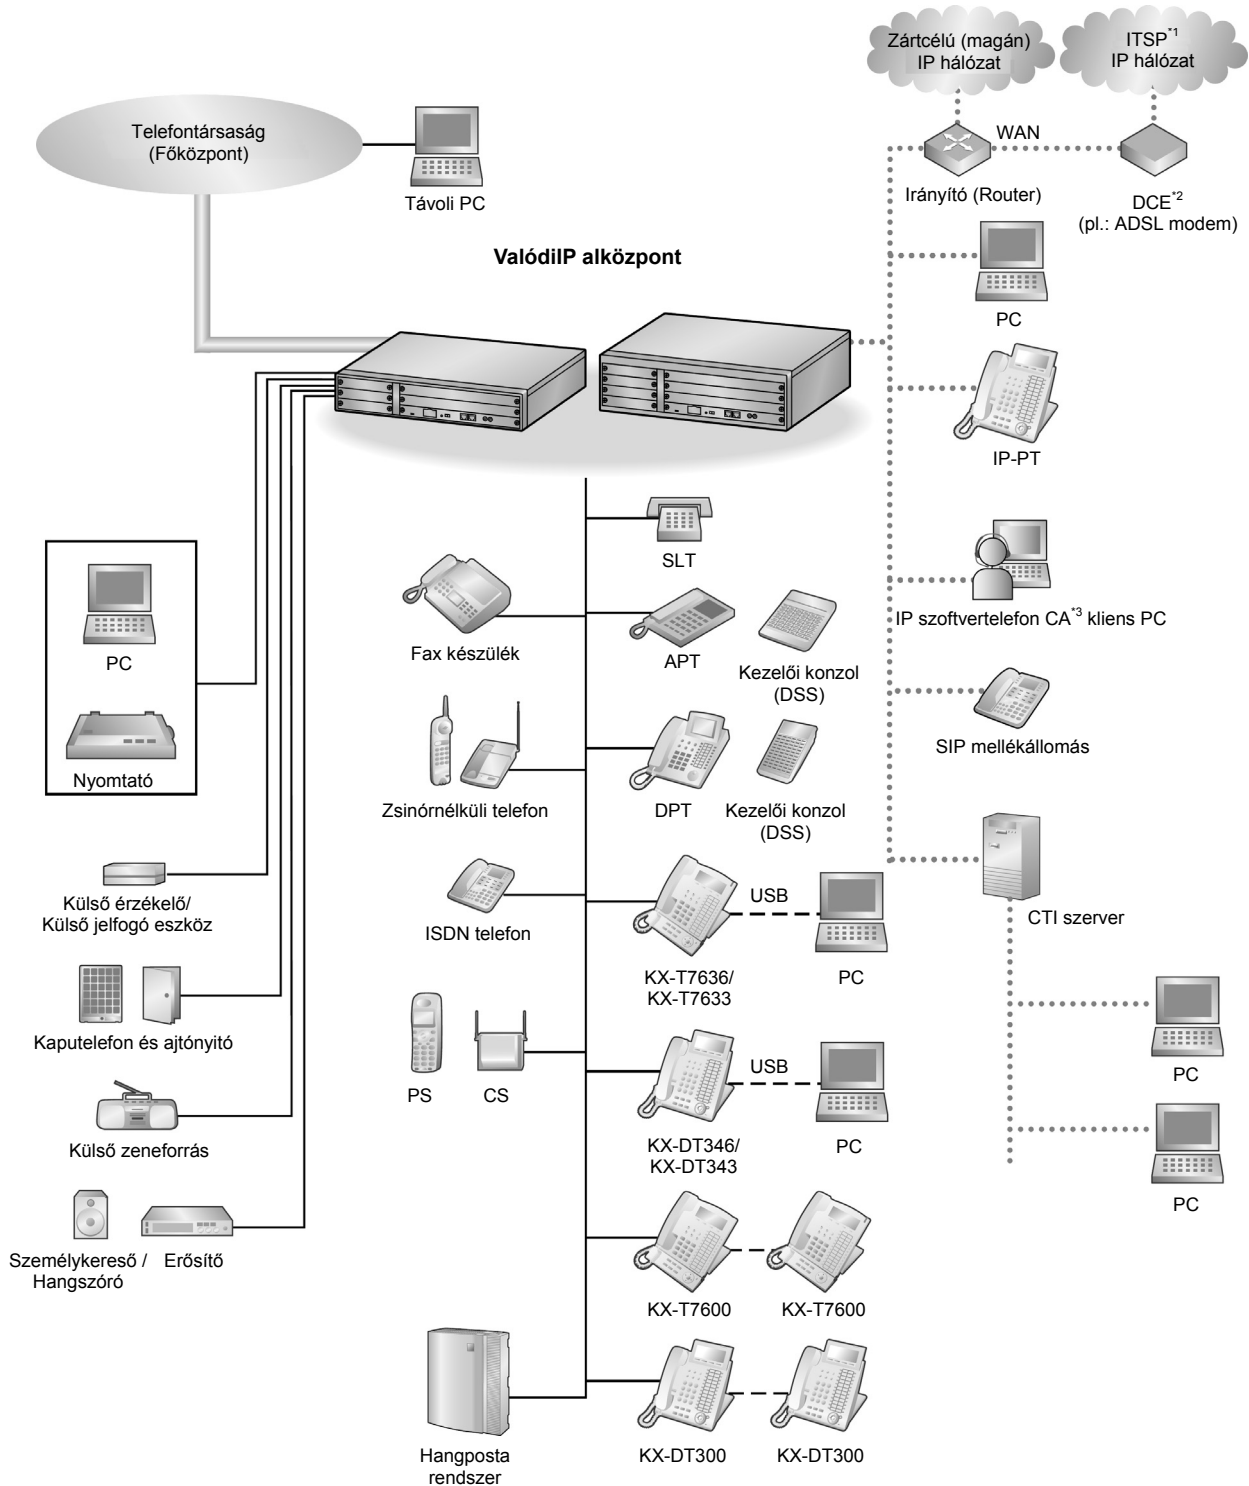 Zártcélú (magán)
IP hálózat
ITSP*1
IP hálózat
Telefontársaság
(Főközpont)
Távoli PC
WAN
Irányító (Router)
DCE*2
(pl.: ADSL modem)
ValódiIP alközpont
PC
IP-PT
SLT
IP szoftvertelefon CA*3 kliens PC
Fax készülék
APT
Kezelői konzol
(DSS)
PC
Nyomtató
SIP mellékállomás
Zsinórnélküli telefon
DPT
Kezelői konzol
(DSS)
Külső érzékelő/
Külső jelfogó eszköz
ISDN telefon
USB
KX-T7636/
KX-T7633
PC
CTI szerver
Kaputelefon és ajtónyitó
PS
CS
USB
KX-DT346/
KX-DT343
PC
PC
PC
Külső zeneforrás
Személykereső /
Hangszóró
Erősítő
KX-T7600
KX-T7600
Hangposta
rendszer
KX-DT300
KX-DT300